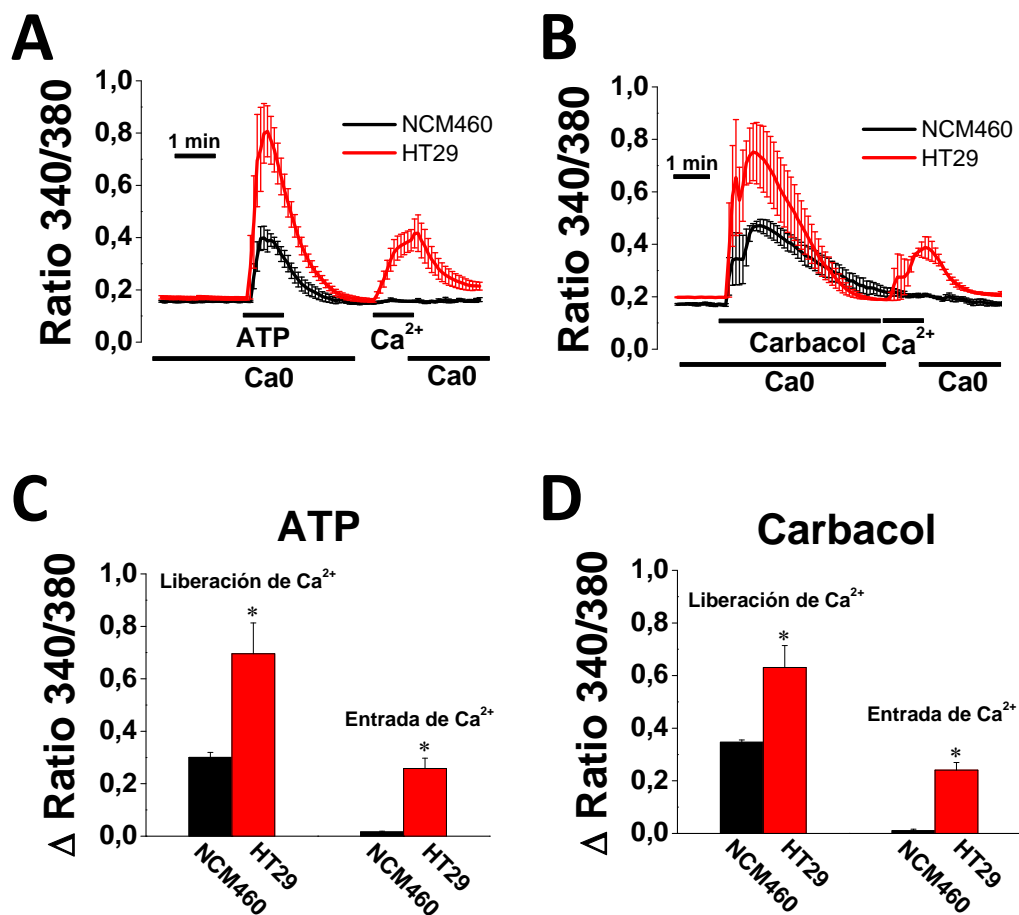 A
Ratio 340/380
1,0
0,8
0,6
0,4
0,2
0,0
1 min
NCM460
HT29
ATP
Ca²⁺
Ca0
Ca0
B
Ratio 340/380
1,0
0,8
0,6
0,4
0,2
0,0
1 min
NCM460
HT29
Carbacol
Ca²⁺
Ca0
Ca0
C
ATP
Δ Ratio 340/380
1,0
0,8
0,6
0,4
0,2
0,0
Liberación de Ca²⁺
*
Entrada de Ca²⁺
*
NCM460
HT29
NCM460
HT29
D
Carbacol
Δ Ratio 340/380
1,0
0,8
0,6
0,4
0,2
0,0
Liberación de Ca²⁺
*
Entrada de Ca²⁺
*
NCM460
HT29
NCM460
HT29